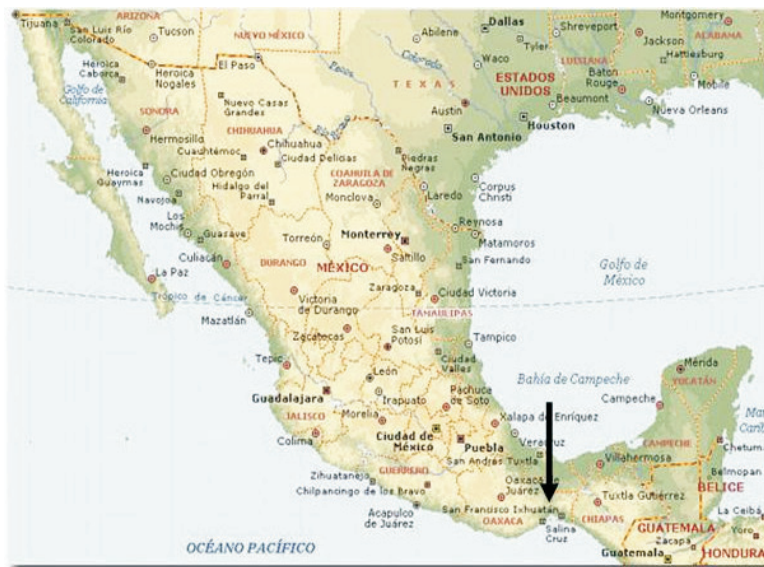 Tijuana
San Luis Río
Colorado
ARIZONA
Tucson
NUEVO MÉXICO
El Paso
Abilene
Dallas
Tyler
Shreveport
Montgomery
Jackson
ALABAMA
Hattiesburg
Waco
Pecos
Colorado
LOUISIANA
Baton
Rouge
Mobile
Heroica
Caborca
Heroica
Nogales
Golfo de
California
TEXAS
ESTADOS
UNIDOS
Beaumont
Nueva Orleans
SONORA
Nuevo Casas
Grandes
Austin
Houston
San Antonio
Hermosillo
CHIHUAHUA
Chihuahua
Cuauhtémoc
Ciudad Delicias
Piedras
Negras
Heroica
Guaymas
Ciudad Obregón
Hidalgo del
Parral
COAHUILA DE
ZARAGOZA
Monclova
Laredo
Corpus
Christi
Navojoa
Los
Mochis
Guasave
Reynosa
Matamoros
Torreón
Monterrey
Saltillo
San Fernando
Culiacán
DURANGO
MÉXICO
La Paz
Golfo de
México
Trópico de Cáncer
Victoria
de Durango
Zaragoza
Ciudad Victoria
TAMAULIPAS
Mazatlán
Zacatecas
San Luis
Potosí
Tampico
Ciudad
Valles
Tepic
León
Mérida
YUCATÁN
Bahía de Campeche
Guadalajara
Irapuato
Pachuca
de Soto
Campeche
JALISCO
Morelia
Xalapa de Enríquez
Colima
Ciudad de
México
Puebla
Veracruz
CAMPECHE
Chetumal
San Andrés Tuxtla
Villahermosa
Belmopan
Zihuatanejo
GUERRERO
Chilpancingo de los Bravo
Oaxaca de
Juárez
Tuxtla Gutiérrez
BELICE
Acapulco
de Juárez
San Francisco Ixhuatán
OAXACA
Salina
Cruz
CHIAPAS
La Ceiba
GUATEMALA
Yoro
Zacapa
OCÉANO PACÍFICO
Guatemala
HONDURA